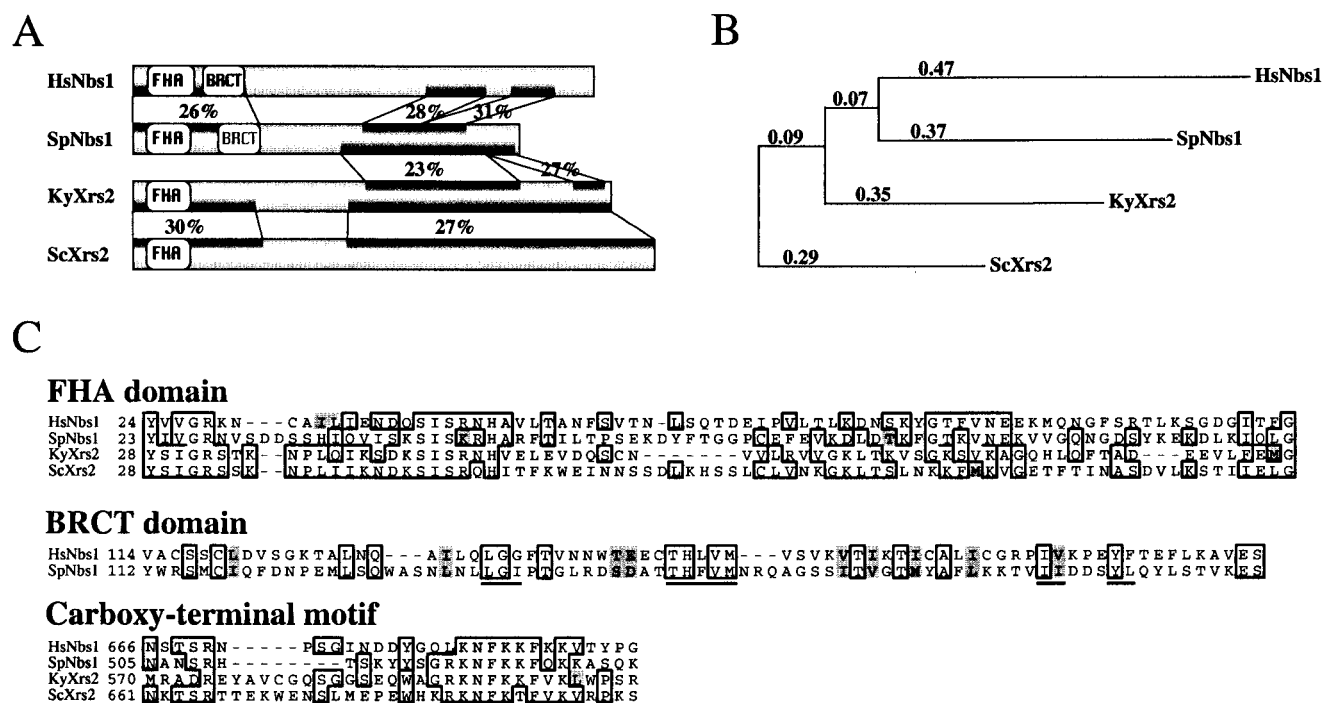 A
HsNbs1 FHA BRCT
26% 28% 31%
SpNbs1 FHA BRCT
23% 27%
KyXrs2 FHA
30% 27%
ScXrs2 FHA
B
0.47 HsNbs1
0.07
0.37 SpNbs1
0.09
0.35 KyXrs2
0.29 ScXrs2
C
FHA domain
HsNbs1 24 YVVGRKN---CAILIENDQSISRNHAVLTANFSVTN-LSQTDEIPVLTLKDNSKYGTFVNEEKMQNGFSRTLKSGDGITFG
SpNbs1 23 YIVGRNVSDDSSHIQVISKSISKRHARFTILTPSEKDYFTGGPCEFEVKDLDTKFGTKVNEKVVGQNGDSYKEKDLKIQLG
KyXrs2 28 YSIGRSTK--NPLQIKSDKSISRNHVELEVDQSCN-------VVLRVVGKLTKVSGKSVKAGQHLQFTAD---EEVLFEMG
ScXrs2 28 YSIGRSSK--NPLIIKNDKSISRQHITFKWEINNSSDLKHSSLCLVNKGKLTSLNKKFMKVGETFTINASDVLKSTIIELG
BRCT domain
HsNbs1 114 VACSSCLDVSGKTALNQ---AILQLGGFTVNNWTEECTHLVM---VSVKVTIKTICALICGRPIVKPEYFTEFLKAVES
SpNbs1 112 YWRSMCIQFDNPEMLSQWASNLNLLGIPTGLRDSDATTHFVMNRQAGSSITVGTMYAFLKKTVIIDDSYLQYLSTVKES
Carboxy-terminal motif
HsNbs1 666 NSTSRN-----PSGINDDYGQLKNFKKFKKVTYPG
SpNbs1 505 NANSRH--------TSKYYSGRKNFKKFQKKASQK
KyXrs2 570 MRADREYAVCGQSGGSEQWAGRKNFKKFVKLWPSR
ScXrs2 661 NKTSRTTEKWENSLMEPEWHKRKNFKTFVKVRPKS